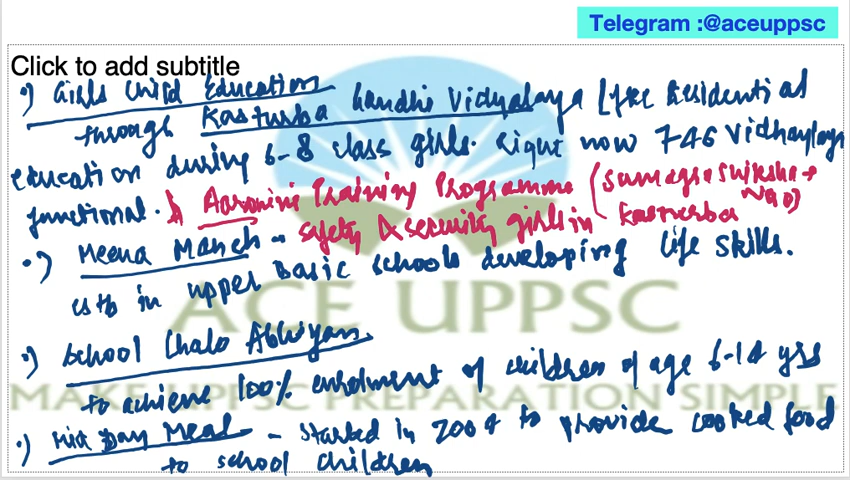 Telegram :@aceuppsc
Click to add subtitle
Girls Child Education
through Kasturba Gandhi Vidyalaya free Residential
education during 6-8 class girls. Right now 746 Vidhaylaya
functional. Training Programme (Samagra shiksha →
safety & security girls in Kasturba
Meena Manch -
estb in upper basic schools developing life skills.
ACE UPPSC
School Chalo Abhiyan
to achieve 100% enrolment of children of age 6-14 yrs
MAKE UPPSC PREPARATION SIMPLE
Mid Day Meal - started in 2004 to provide cooked food
to school children